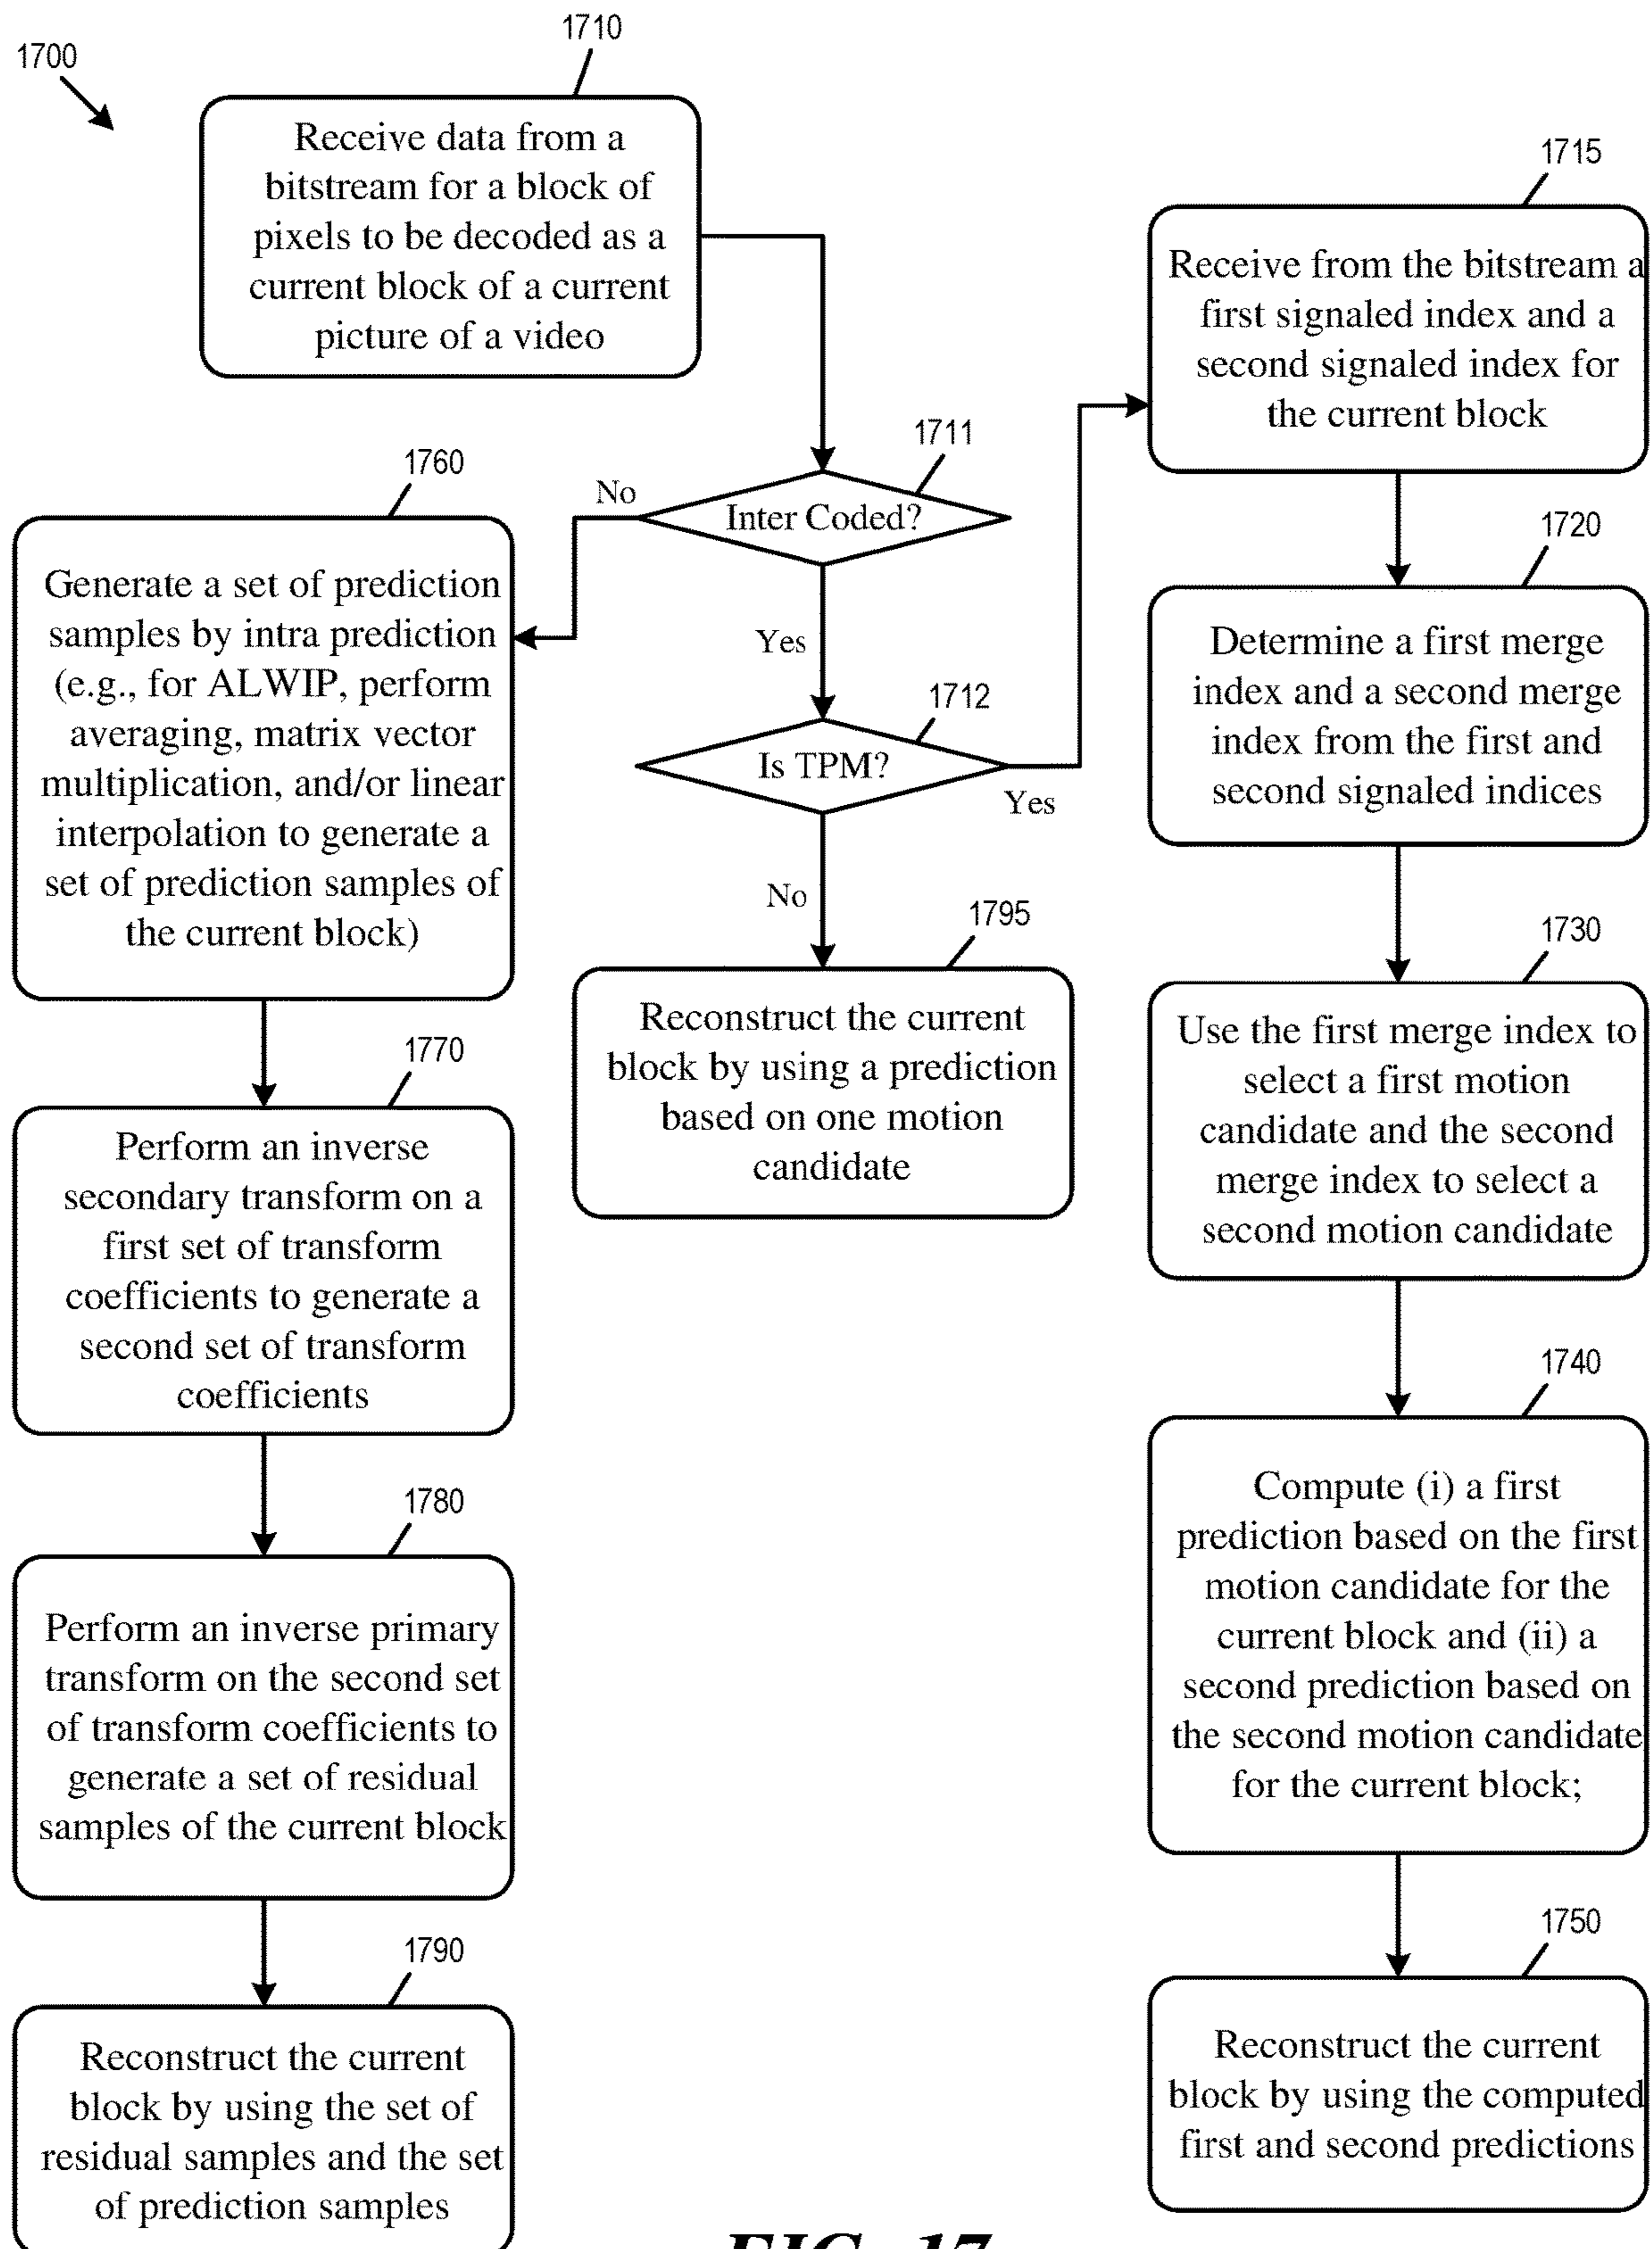 1700
1710
Receive data from a
bitstream for a block of
pixels to be decoded as a
current block of a current
picture of a video
1711
Inter Coded?
No
Yes
1712
Is TPM?
Yes
No
1795
Reconstruct the current
block by using a prediction
based on one motion
candidate
1760
Generate a set of prediction
samples by intra prediction
(e.g., for ALWIP, perform
averaging, matrix vector
multiplication, and/or linear
interpolation to generate a
set of prediction samples of
the current block)
1770
Perform an inverse
secondary transform on a
first set of transform
coefficients to generate a
second set of transform
coefficients
1780
Perform an inverse primary
transform on the second set
of transform coefficients to
generate a set of residual
samples of the current block
1790
Reconstruct the current
block by using the set of
residual samples and the set
of prediction samples
1715
Receive from the bitstream a
first signaled index and a
second signaled index for
the current block
1720
Determine a first merge
index and a second merge
index from the first and
second signaled indices
1730
Use the first merge index to
select a first motion
candidate and the second
merge index to select a
second motion candidate
1740
Compute (i) a first
prediction based on the first
motion candidate for the
current block and (ii) a
second prediction based on
the second motion candidate
for the current block;
1750
Reconstruct the current
block by using the computed
first and second predictions
FIG. 17